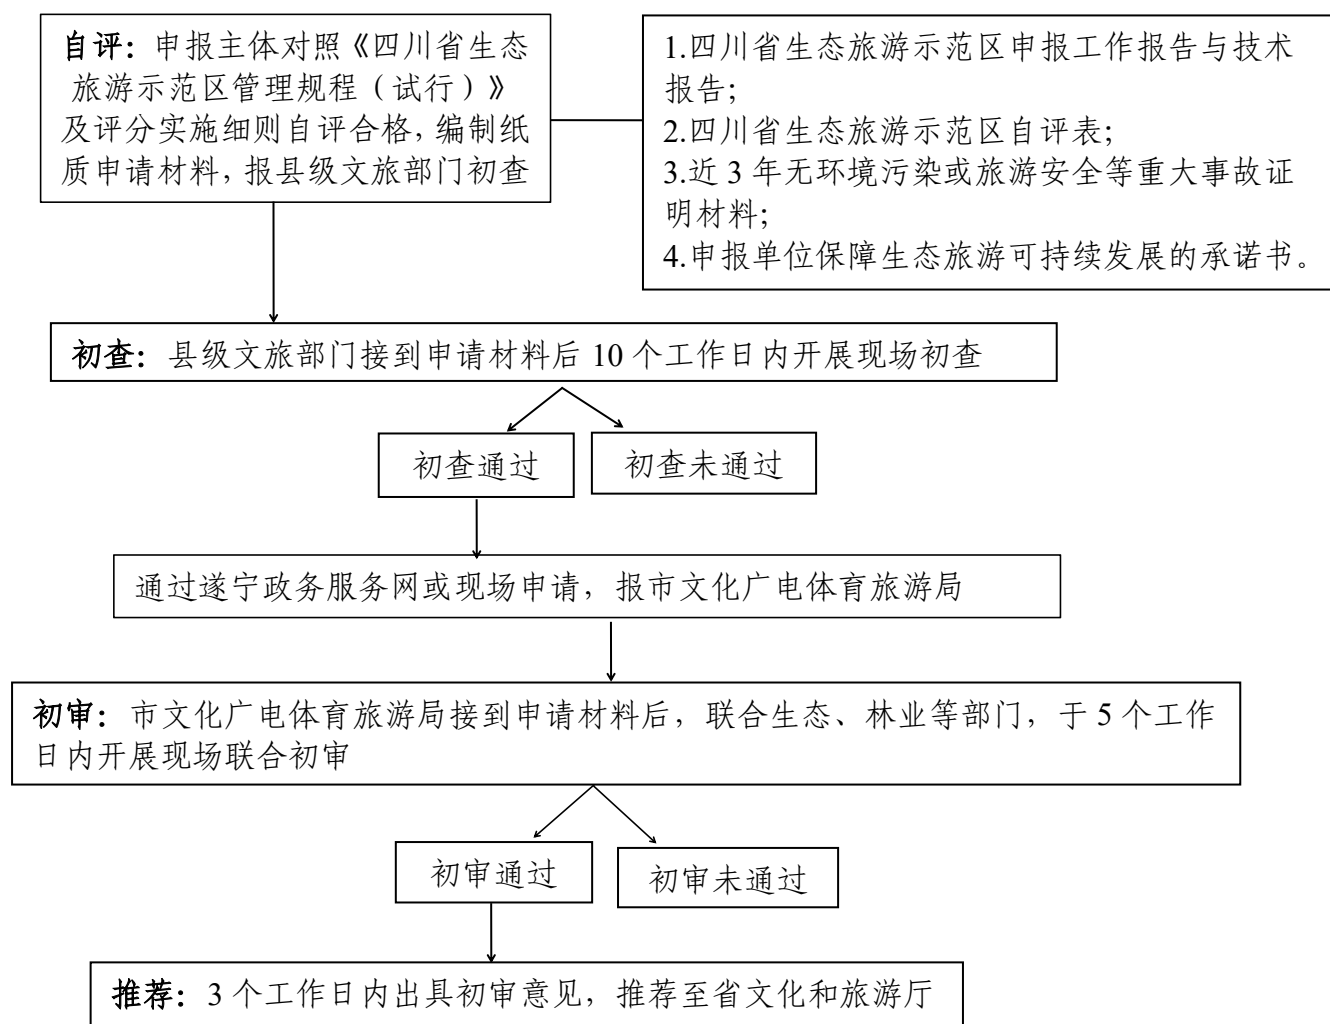 自评：申报主体对照《四川省生态
旅游示范区管理规程（试行）》
及评分实施细则自评合格，编制纸
质申请材料，报县级文旅部门初查
1.四川省生态旅游示范区申报工作报告与技术
报告；
2.四川省生态旅游示范区自评表；
3.近 3 年无环境污染或旅游安全等重大事故证
明材料；
4.申报单位保障生态旅游可持续发展的承诺书。
初查：县级文旅部门接到申请材料后 10 个工作日内开展现场初查
初查通过
初查未通过
通过遂宁政务服务网或现场申请，报市文化广电体育旅游局
初审：市文化广电体育旅游局接到申请材料后，联合生态、林业等部门，于 5 个工作
日内开展现场联合初审
初审通过
初审未通过
推荐：3 个工作日内出具初审意见，推荐至省文化和旅游厅